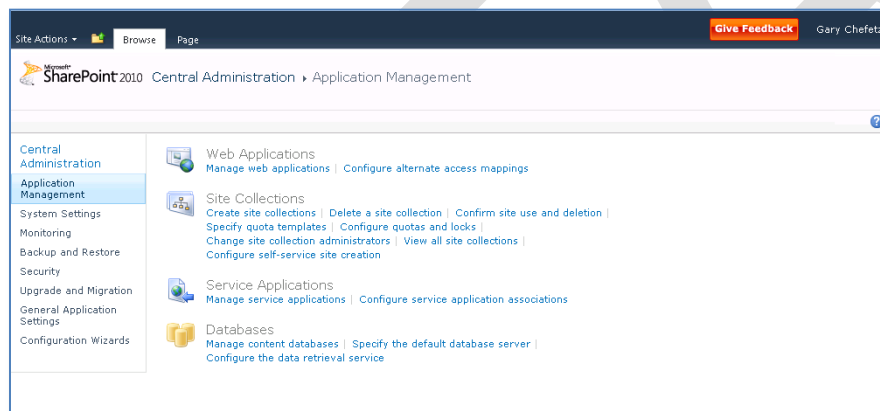 Site Actions Browse Page Give Feedback Gary Chefetz
Microsoft
SharePoint 2010 Central Administration Application Management
Central
Administration
Application
Management
System Settings
Monitoring
Backup and Restore
Security
Upgrade and Migration
General Application
Settings
Configuration Wizards
Web Applications
Manage web applications | Configure alternate access mappings
Site Collections
Create site collections | Delete a site collection | Confirm site use and deletion |
Specify quota templates | Configure quotas and locks |
Change site collection administrators | View all site collections |
Configure self-service site creation
Service Applications
Manage service applications | Configure service application associations
Databases
Manage content databases | Specify the default database server |
Configure the data retrieval service